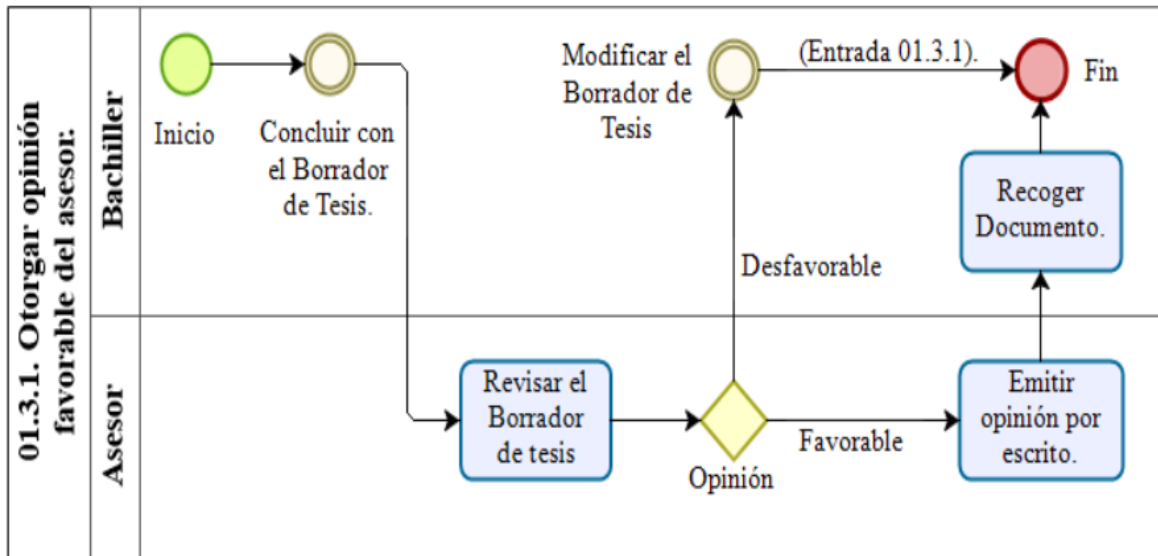 01.3.1. Otorgar opinión
favorable del asesor.
Bachiller
Inicio
Concluir con
el Borrador
de Tesis.
Modificar el
Borrador de
Tesis
(Entrada 01.3.1).
Fin
Recoger
Documento.
Desfavorable
Asesor
Revisar el
Borrador
de tesis
Opinión
Favorable
Emitir
opinión por
escrito.